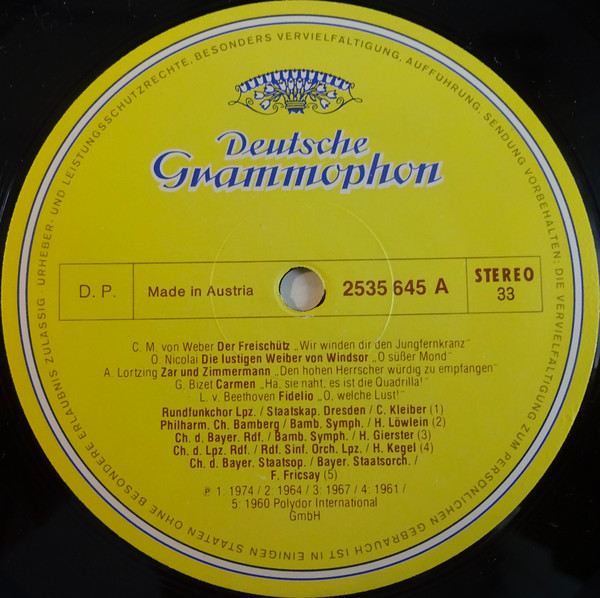 URHEBER- UND LEISTUNGSSCHUTZRECHTE, BESONDERS VERVIELFÄLTIGUNG, AUFFÜHRUNG, SENDUNG VORBEHALTEN; DIE VERVIELFÄLTIGUNG ZUM PERSÖNLICHEN GEBRAUCH IST IN EINIGEN STAATEN OHNE BESONDERE ERLAUBNIS ZULÄSSIG
Deutsche
Grammophon
D. P. Made in Austria 2535 645 A STEREO
33
C. M. von Weber Der Freischütz „Wir winden dir den Jungfernkranz"
O. Nicolai Die lustigen Weiber von Windsor „O süßer Mond"
A. Lortzing Zar und Zimmermann „Den hohen Herrscher würdig zu empfangen"
G. Bizet Carmen „Ha, sie naht, es ist die Quadrilla!"
L. v. Beethoven Fidelio „O, welche Lust!"
Rundfunkchor Lpz. / Staatskap. Dresden / C. Kleiber (1)
Philharm. Ch. Bamberg / Bamb. Symph. / H. Löwlein (2)
Ch. d. Bayer. Rdf. / Bamb. Symph. / H. Gierster (3)
Ch. d. Lpz. Rdf. / Rdf. Sinf. Orch. Lpz. / H. Kegel (4)
Ch. d. Bayer. Staatsop. / Bayer. Staatsorch. /
F. Fricsay (5)
℗ 1: 1974 / 2: 1964 / 3: 1967 / 4: 1961 /
5: 1960 Polydor International
GmbH